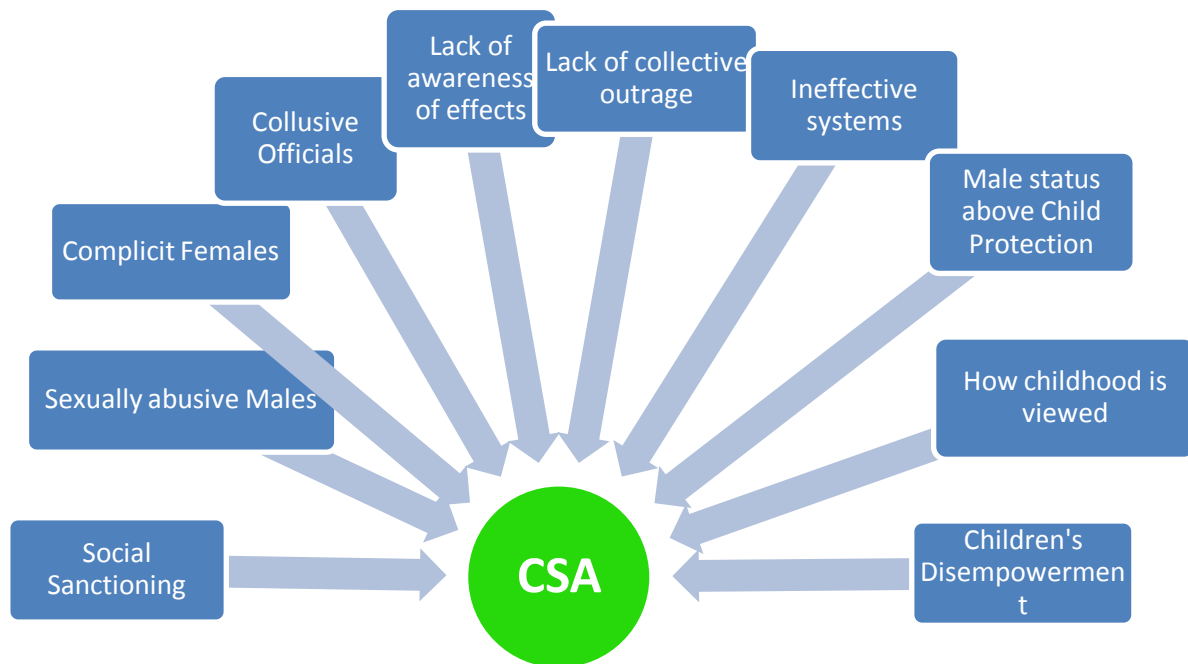 Lack of
awareness
of effects
Lack of collective
outrage
Ineffective
systems
Collusive
Officials
Male status
above Child
Protection
Complicit Females
How childhood is
viewed
Sexually abusive Males
Social
Sanctioning
CSA
Children's
Disempowermen
t